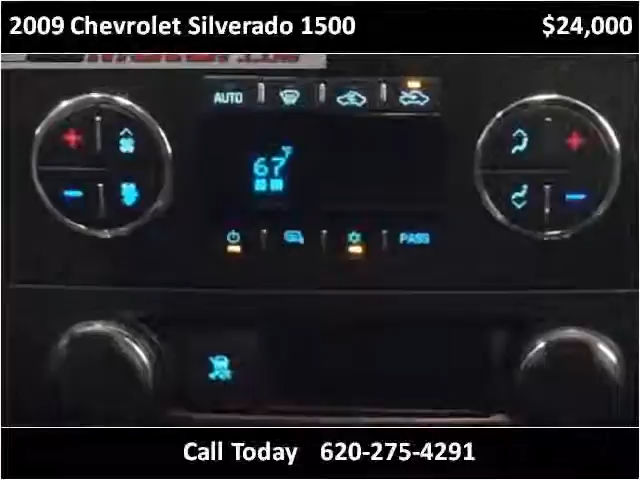 2009 Chevrolet Silverado 1500 $24,000
AUTO
67°F
PASS
Call Today 620-275-4291